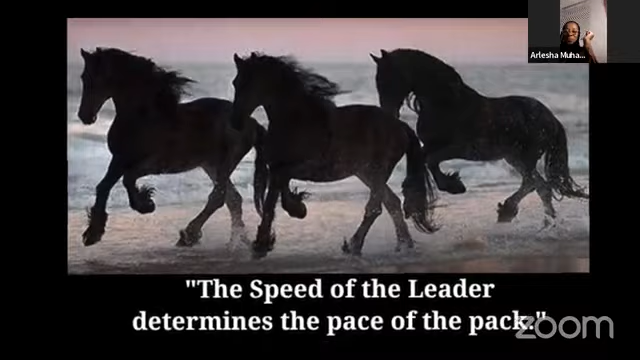 Arlesha Muha...
"The Speed of the Leader
determines the pace of the pack."
zoom